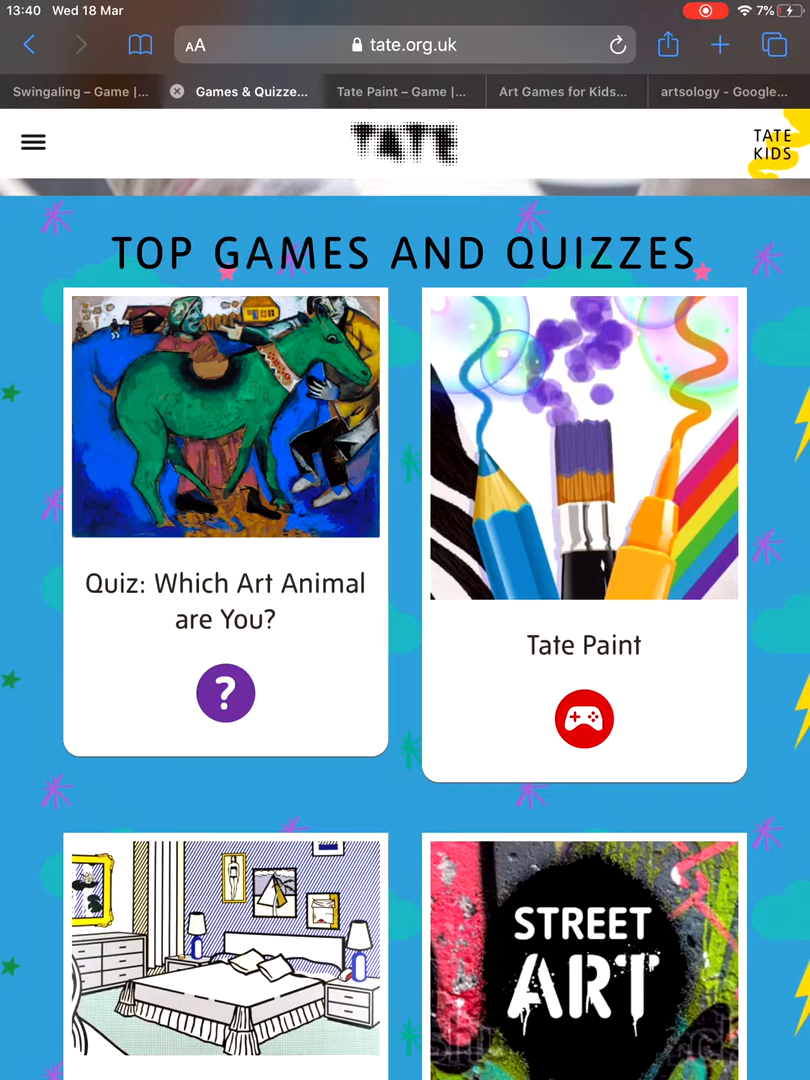 13:40 Wed 18 Mar 7%
AA tate.org.uk
Swingaling – Game |... Games & Quizze... Tate Paint – Game |... Art Games for Kids... artsology - Google...
TATE
TATE
KIDS
TOP GAMES AND QUIZZES
Quiz: Which Art Animal
are You?
?
Tate Paint
STREET
ART